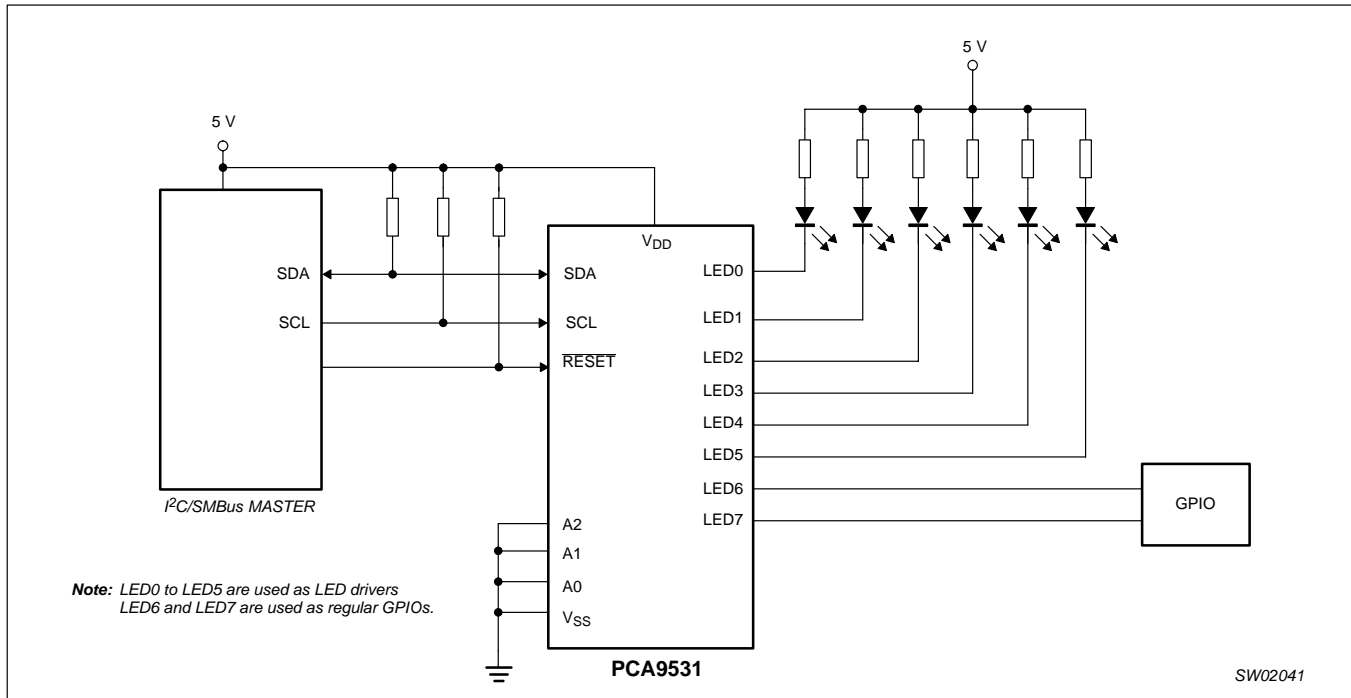 5 V
5 V
SDA
SCL
I²C/SMBus MASTER
VDD
SDA
SCL
RESET
A2
A1
A0
VSS
LED0
LED1
LED2
LED3
LED4
LED5
LED6
LED7
GPIO
Note: LED0 to LED5 are used as LED drivers
LED6 and LED7 are used as regular GPIOs.
PCA9531
SW02041